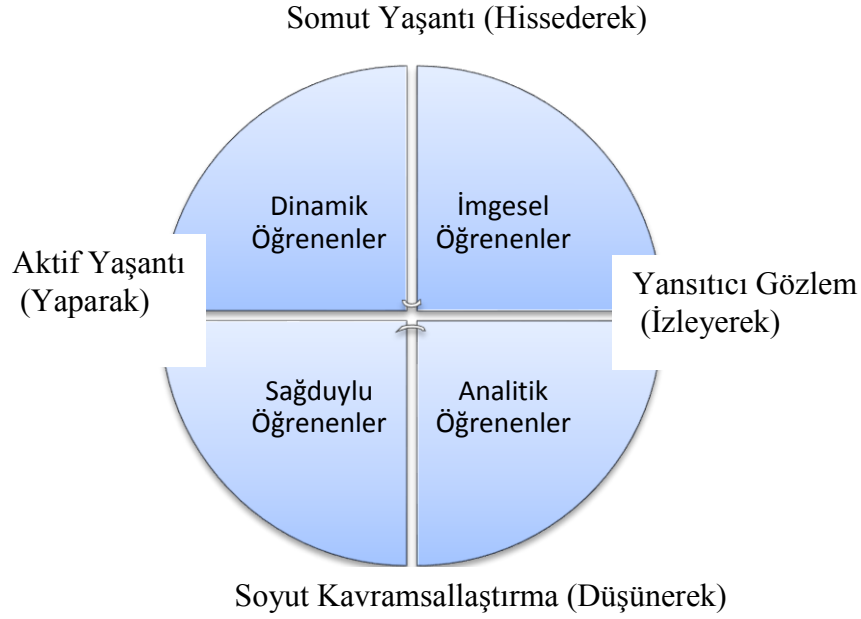 Somut Yaşantı (Hissederek)
Dinamik
Öğrenenler
İmgesel
Öğrenenler
Aktif Yaşantı
(Yaparak)
Yansıtıcı Gözlem
(İzleyerek)
Sağduylu
Öğrenenler
Analitik
Öğrenenler
Soyut Kavramsallaştırma (Düşünerek)